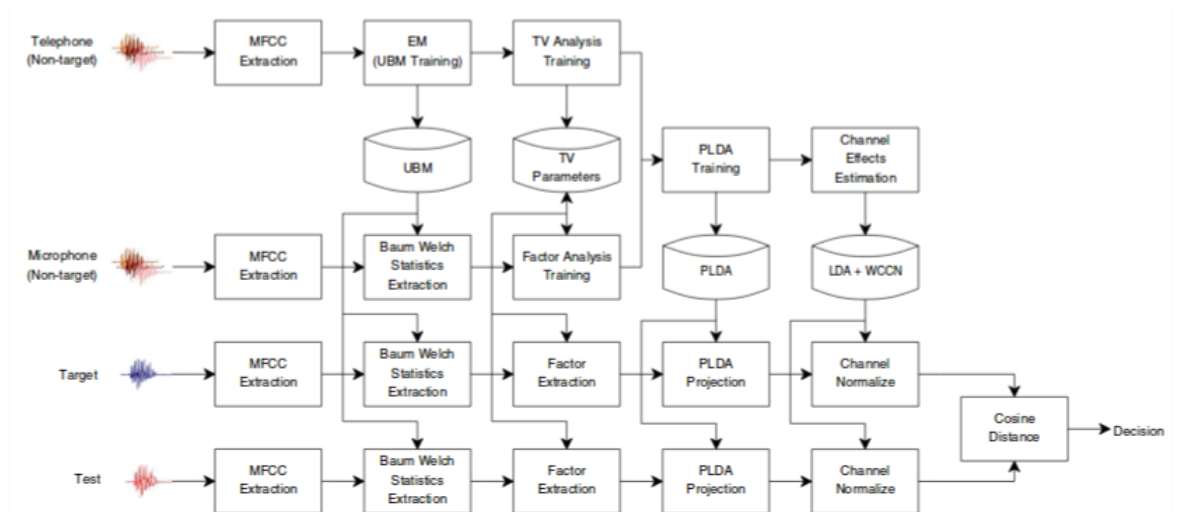 Telephone
(Non-target)
MFCC
Extraction
EM
(UBM Training)
TV Analysis
Training
UBM
TV
Parameters
PLDA
Training
Channel
Effects
Estimation
Microphone
(Non-target)
MFCC
Extraction
Baum Welch
Statistics
Extraction
Factor Analysis
Training
PLDA
LDA + WCCN
Target
MFCC
Extraction
Baum Welch
Statistics
Extraction
Factor
Extraction
PLDA
Projection
Channel
Normalize
Cosine
Distance
Decision
Test
MFCC
Extraction
Baum Welch
Statistics
Extraction
Factor
Extraction
PLDA
Projection
Channel
Normalize